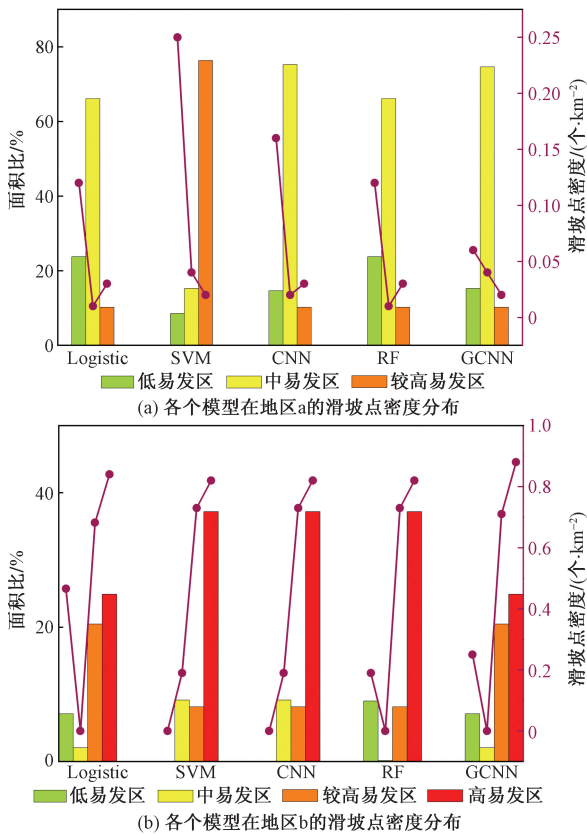 80
60
40
20
0
面积比/%
0.25
0.20
0.15
0.10
0.05
0
滑坡点密度/(个·km⁻²)
Logistic SVM CNN RF GCNN
低易发区 中易发区 较高易发区
(a) 各个模型在地区a的滑坡点密度分布
40
20
0
面积比/%
1.0
0.8
0.6
0.4
0.2
0
滑坡点密度/(个·km⁻²)
Logistic SVM CNN RF GCNN
低易发区 中易发区 较高易发区 高易发区
(b) 各个模型在地区b的滑坡点密度分布